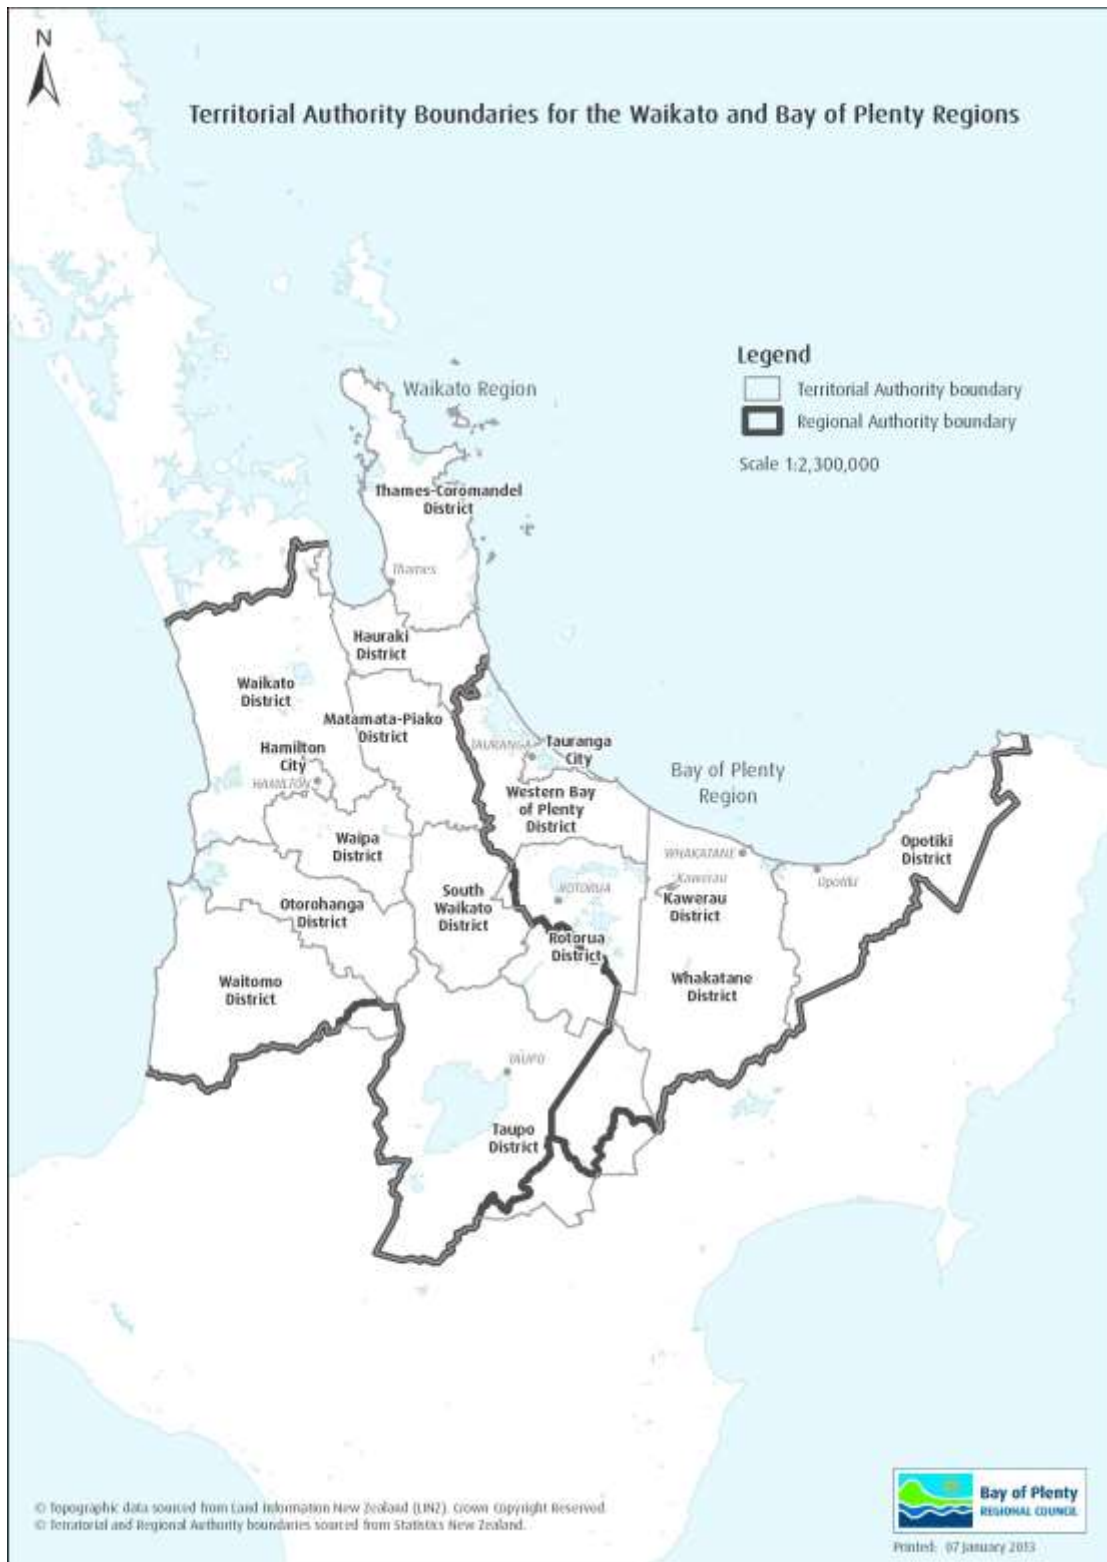 N
Territorial Authority Boundaries for the Waikato and Bay of Plenty Regions
Legend
Territorial Authority boundary
Regional Authority boundary
Scale 1:2,300,000
Waikato Region
Thames-Coromandel
District
Thames
Hauraki
District
Waikato
District
Matamata-Piako
District
Hamilton
City
HAMILTON
TAURANGA
Tauranga
City
Bay of Plenty
Region
Western Bay
of Plenty
District
Waipa
District
WHAKATANE
Opotiki
District
Opotiki
Kawerau
Kawerau
District
South
Waikato
District
ROTORUA
Otorohanga
District
Rotorua
District
Waitomo
District
Whakatane
District
TAUPO
Taupo
District
© Topographic data sourced from Land Information New Zealand (LINZ). Crown Copyright Reserved.
© Terratorial and Regional Authority boundaries sourced from Statistics New Zealand.
Bay of Plenty
REGIONAL COUNCIL
Printed: 07 January 2013